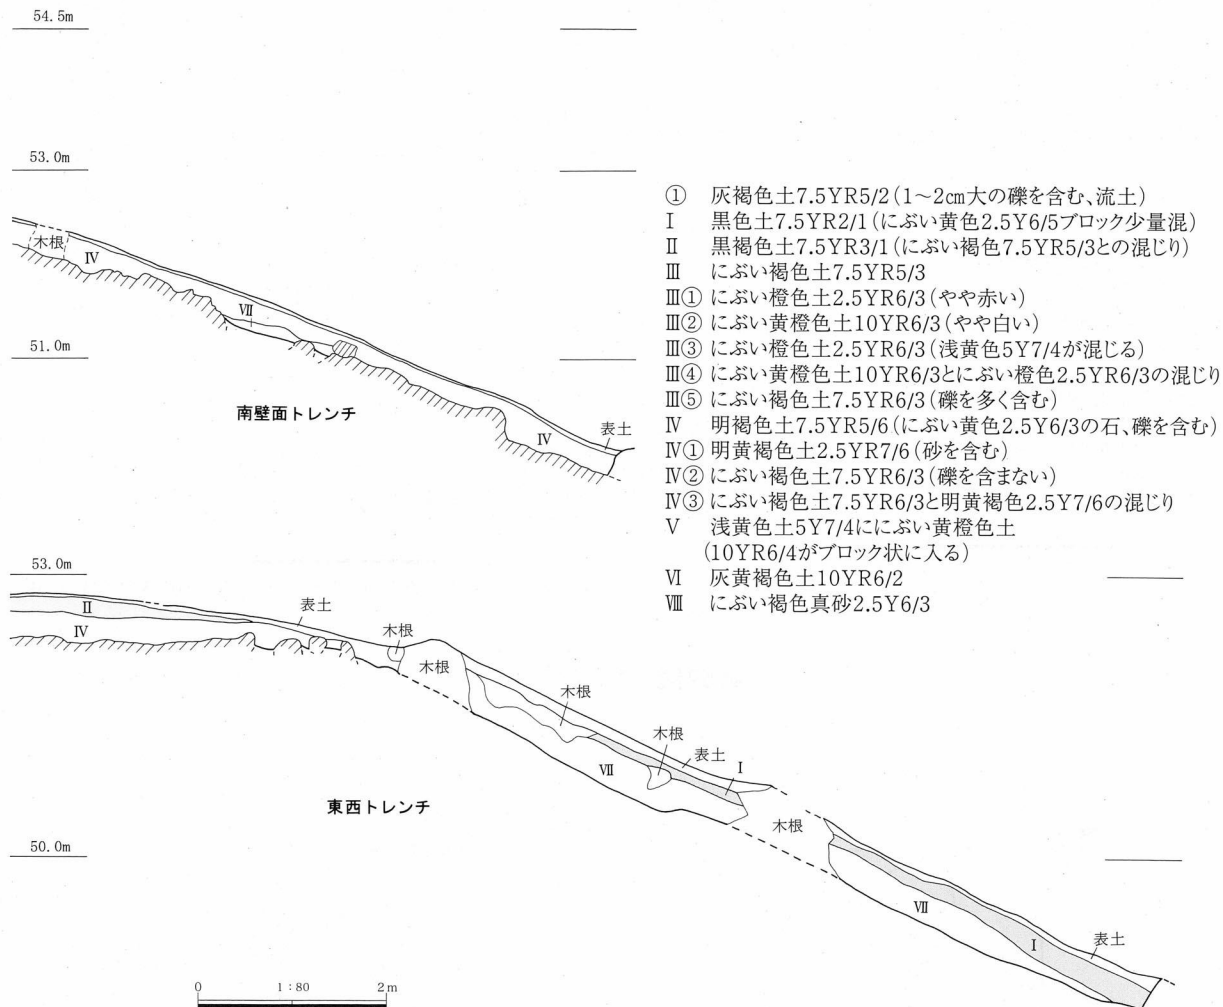 54.5m
53.0m
木根
Ⅳ
Ⅶ
51.0m
南壁面トレンチ
Ⅳ
表土
① 灰褐色土7.5YR5/2(1～2㎝大の礫を含む、流土)
Ⅰ 黒色土7.5YR2/1(にぶい黄色2.5Y6/5ブロック少量混)
Ⅱ 黒褐色土7.5YR3/1(にぶい褐色7.5YR5/3との混じり)
Ⅲ にぶい褐色土7.5YR5/3
Ⅲ① にぶい橙色土2.5YR6/3(やや赤い)
Ⅲ② にぶい黄橙色土10YR6/3(やや白い)
Ⅲ③ にぶい橙色土2.5YR6/3(浅黄色5Y7/4が混じる)
Ⅲ④ にぶい黄橙色土10YR6/3とにぶい橙色2.5YR6/3の混じり
Ⅲ⑤ にぶい褐色土7.5YR6/3(礫を多く含む)
Ⅳ 明褐色土7.5YR5/6(にぶい黄色2.5Y6/3の石、礫を含む)
Ⅳ① 明黄褐色土2.5YR7/6(砂を含む)
Ⅳ② にぶい褐色土7.5YR6/3(礫を含まない)
Ⅳ③ にぶい褐色土7.5YR6/3と明黄褐色2.5Y7/6の混じり
Ⅴ 浅黄色土5Y7/4ににぶい黄橙色土
(10YR6/4がブロック状に入る)
Ⅵ 灰黄褐色土10YR6/2
Ⅷ にぶい褐色真砂2.5Y6/3
53.0m
Ⅱ
表土
Ⅳ
木根
木根
木根
木根
表土
Ⅰ
Ⅶ
東西トレンチ
木根
50.0m
Ⅶ
Ⅰ
表土
0 1:80 2m